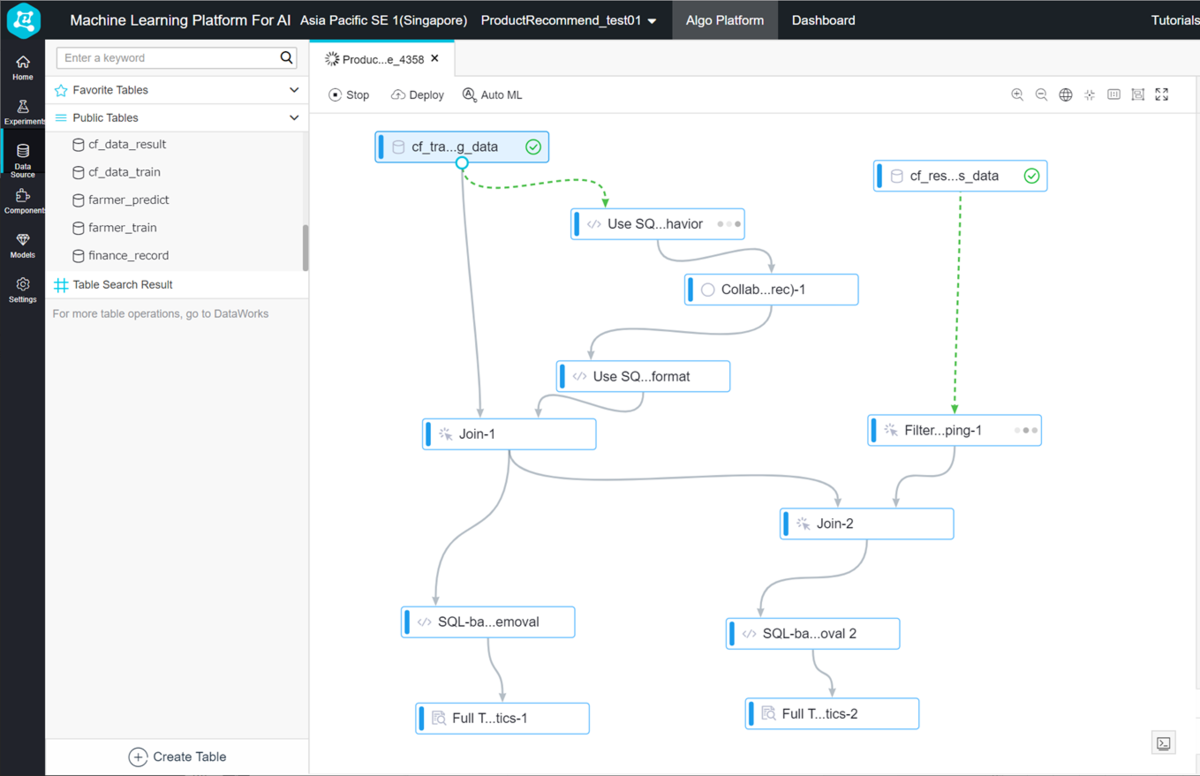 Machine Learning Platform For AI
Asia Pacific SE 1(Singapore)
ProductRecommend_test01
Algo Platform
Dashboard
Tutorials
Home
Experiments
Data
Source
Component
Models
Settings
Enter a keyword
Favorite Tables
Public Tables
cf_data_result
cf_data_train
farmer_predict
farmer_train
finance_record
Table Search Result
For more table operations, go to DataWorks
Create Table
Produc...e_4358
Stop
Deploy
Auto ML
cf_tra....g_data
cf_res....s_data
Use SQ...havior
Collab...rec)-1
Use SQ...format
Join-1
Filter...ping-1
Join-2
SQL-ba...emoval
SQL-ba...oval 2
Full T...tics-1
Full T...tics-2